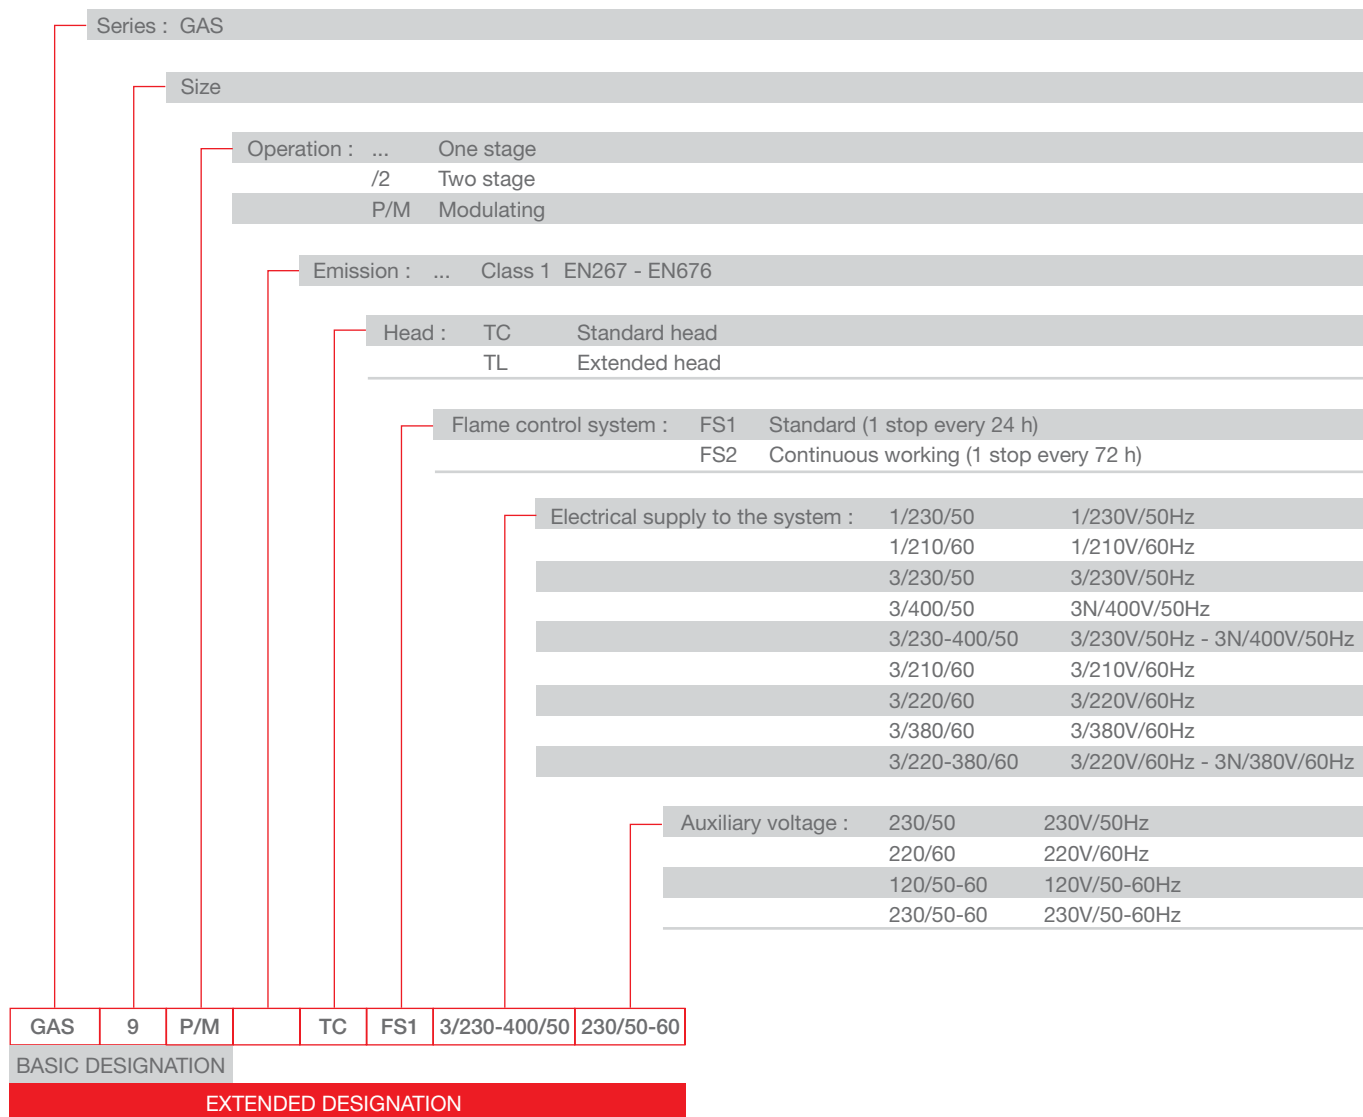 Series : GAS
Size
Operation : ... One stage
/2 Two stage
P/M Modulating
Emission : ... Class 1 EN267 - EN676
Head : TC Standard head
TL Extended head
Flame control system : FS1 Standard (1 stop every 24 h)
FS2 Continuous working (1 stop every 72 h)
Electrical supply to the system : 1/230/50 1/230V/50Hz
1/210/60 1/210V/60Hz
3/230/50 3/230V/50Hz
3/400/50 3N/400V/50Hz
3/230-400/50 3/230V/50Hz - 3N/400V/50Hz
3/210/60 3/210V/60Hz
3/220/60 3/220V/60Hz
3/380/60 3/380V/60Hz
3/220-380/60 3/220V/60Hz - 3N/380V/60Hz
Auxiliary voltage : 230/50 230V/50Hz
220/60 220V/60Hz
120/50-60 120V/50-60Hz
230/50-60 230V/50-60Hz
GAS 9 P/M TC FS1 3/230-400/50 230/50-60
BASIC DESIGNATION
EXTENDED DESIGNATION